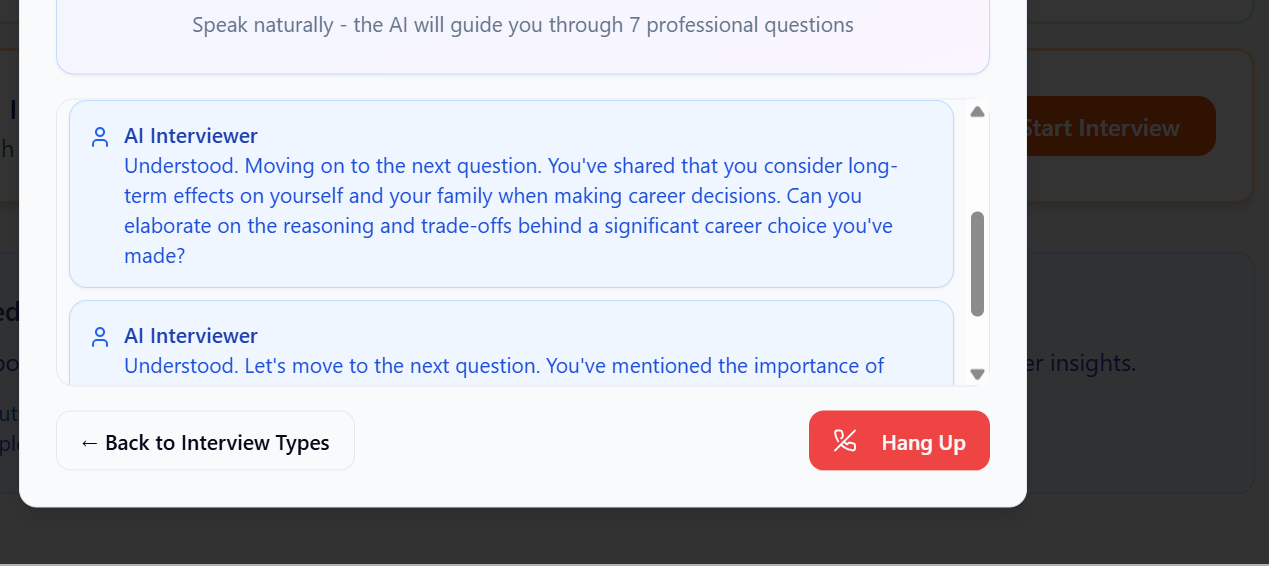 Speak naturally - the AI will guide you through 7 professional questions
AI Interviewer
Understood. Moving on to the next question. You've shared that you consider long-
term effects on yourself and your family when making career decisions. Can you
elaborate on the reasoning and trade-offs behind a significant career choice you've
made?
AI Interviewer
Understood. Let's move to the next question. You've mentioned the importance of
← Back to Interview Types
Hang Up
Start Interview
er insights.